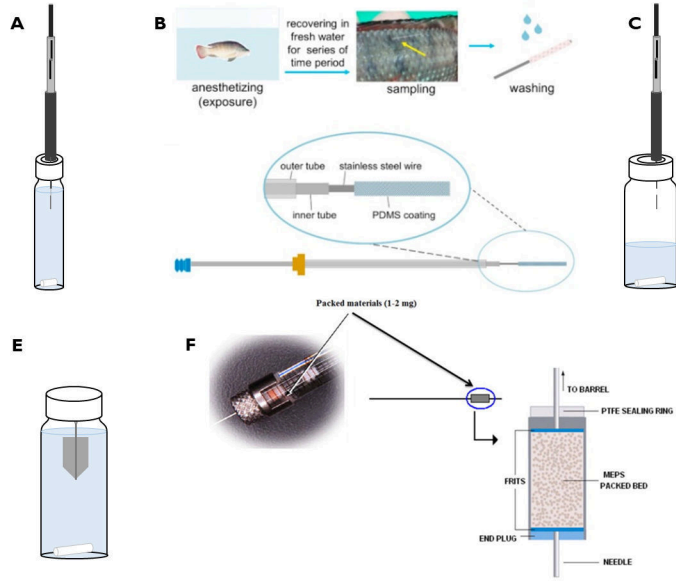 A
B
recovering in
fresh water
for series of
time period
anesthetizing
(exposure)
sampling
washing
C
outer tube
stainless steel wire
inner tube
PDMS coating
Packed materials (1-2 mg)
E
F
TO BARREL
PTFE SEALING RING
FRITS
MEPS
PACKED BED
END PLUG
NEEDLE